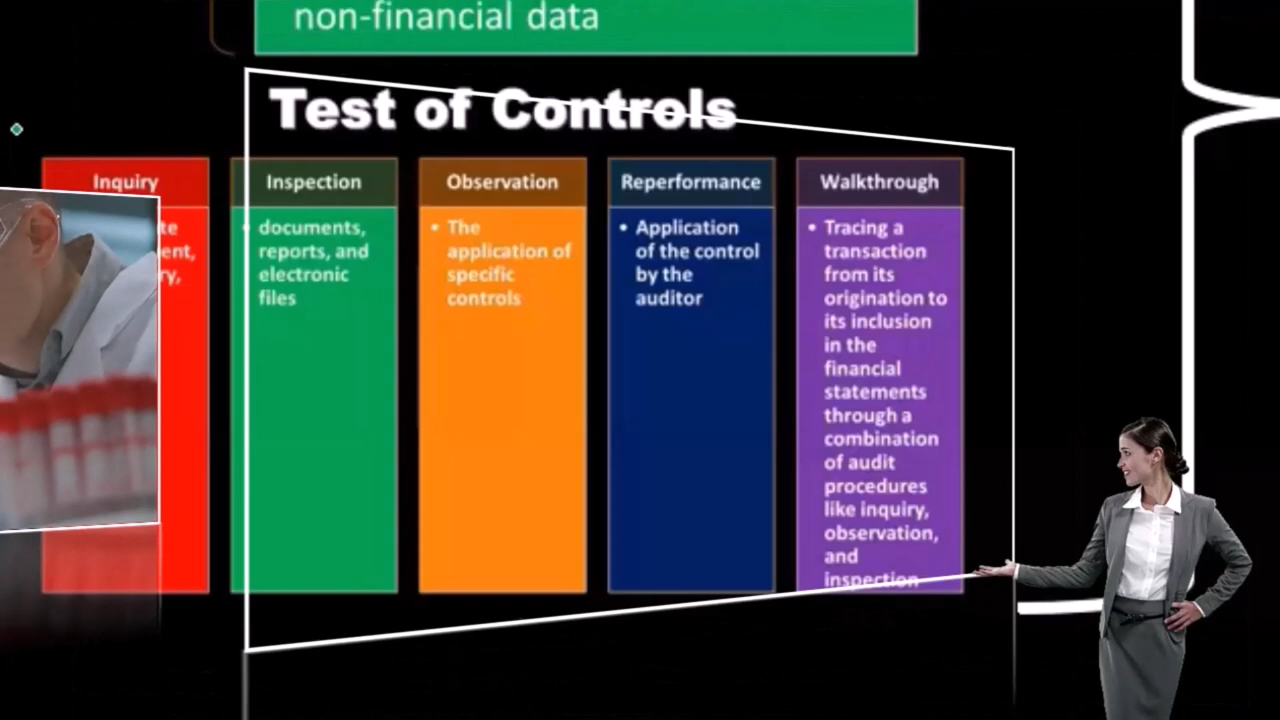 non-financial data
Test of Controls
Inquiry
Inspection
documents,
reports, and
electronic
files
Observation
• The
application of
specific
controls
Reperformance
• Application
of the control
by the
auditor
Walkthrough
• Tracing a
transaction
from its
origination to
its inclusion
in the
financial
statements
through a
combination
of audit
procedures
like inquiry,
observation,
and
inspection